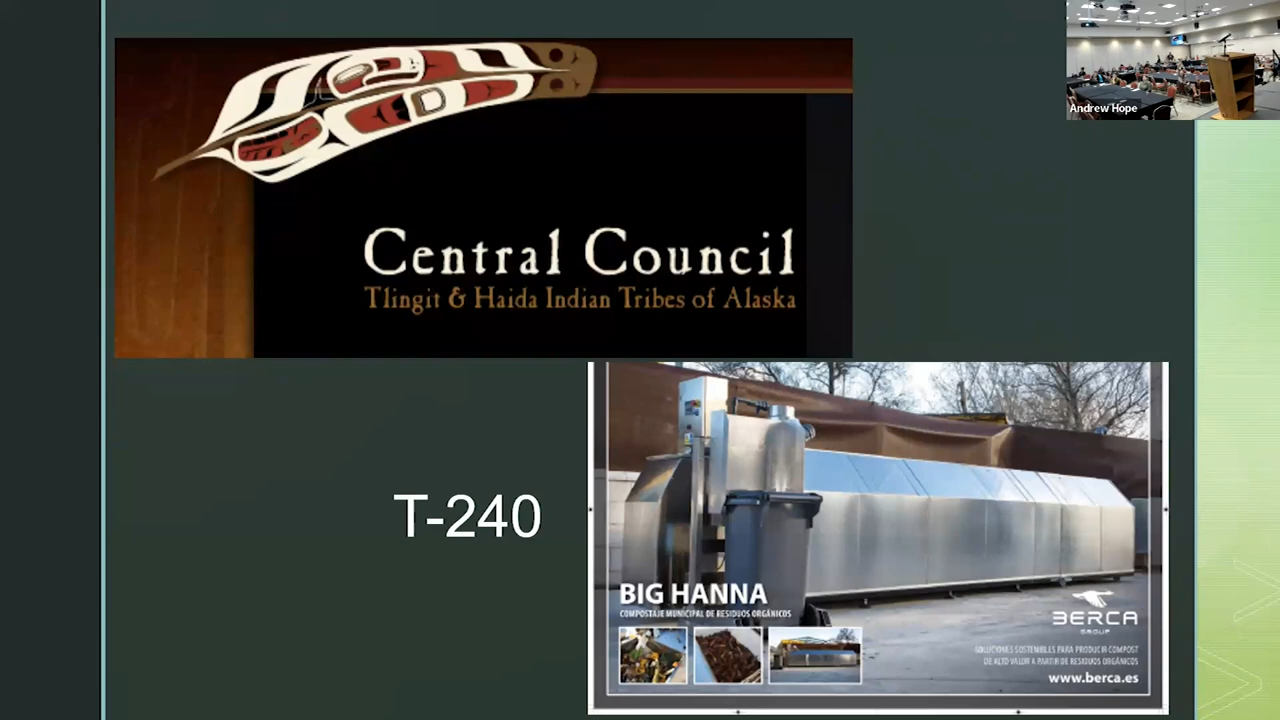 Andrew Hope
Central Council
Tlingit & Haida Indian Tribes of Alaska
T-240
BIG HANNA
COMPOSTAJE MUNICIPAL DE RESIDUOS ORGÁNICOS
BERCA
GROUP
SOLUCIONES SOSTENIBLES PARA PRODUCIR COMPOST
DE ALTO VALOR A PARTIR DE RESIDUOS ORGÁNICOS
www.berca.es